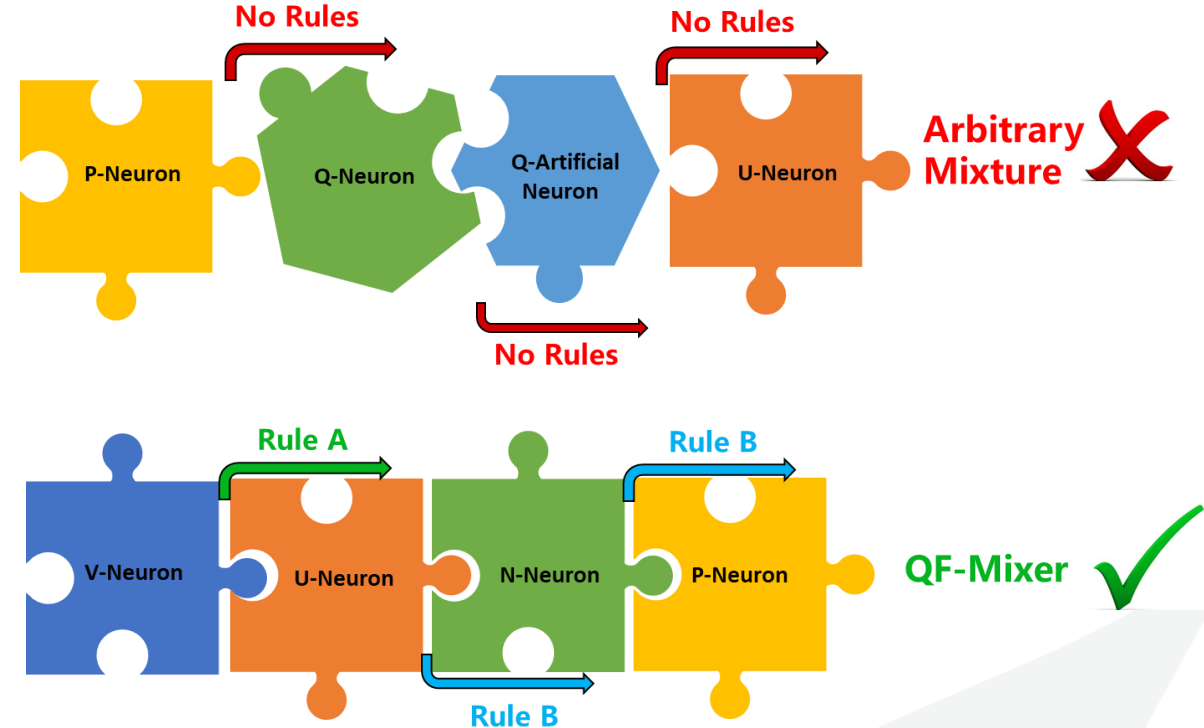 No Rules
No Rules
P-Neuron
Q-Neuron
Q-Artificial
Neuron
U-Neuron
Arbitrary
Mixture
No Rules
Rule A
Rule B
V-Neuron
U-Neuron
N-Neuron
P-Neuron
QF-Mixer
Rule B